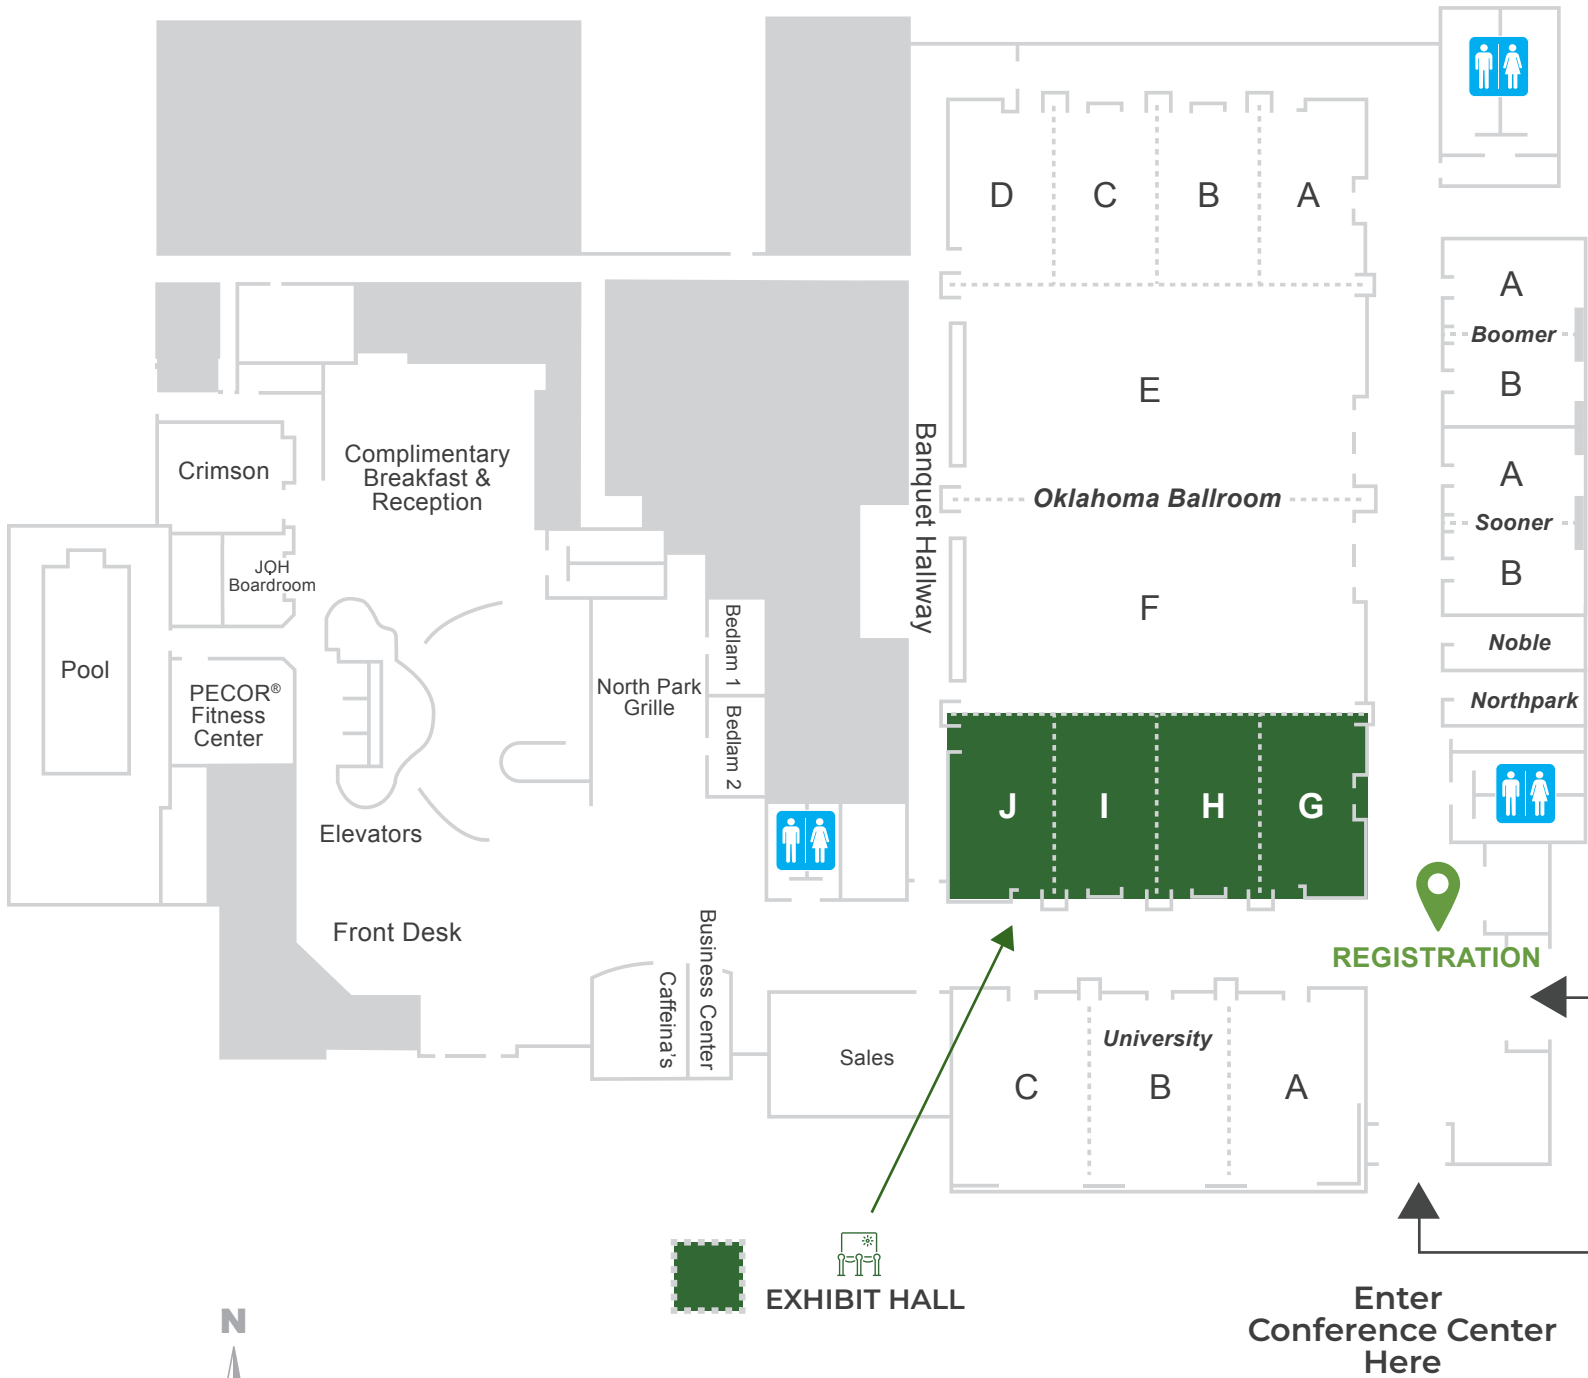 D
C
B
A
A
Boomer
B
A
Sooner
B
Noble
Northpark
E
Oklahoma Ballroom
F
Banquet Hallway
J
I
H
G
Crimson
Complimentary
Breakfast &
Reception
JQH
Boardroom
Pool
PECOR®
Fitness
Center
North Park
Grille
Bedlam 1
Bedlam 2
Elevators
Front Desk
Business Center
Caffeina's
Sales
University
C
B
A
REGISTRATION
EXHIBIT HALL
Enter
Conference Center
Here
N